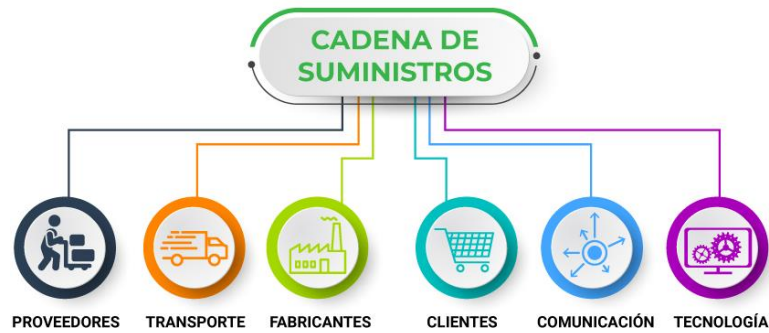 CADENA DE
SUMINISTROS
PROVEEDORES
TRANSPORTE
FABRICANTES
CLIENTES
COMUNICACIÓN
TECNOLOGÍA